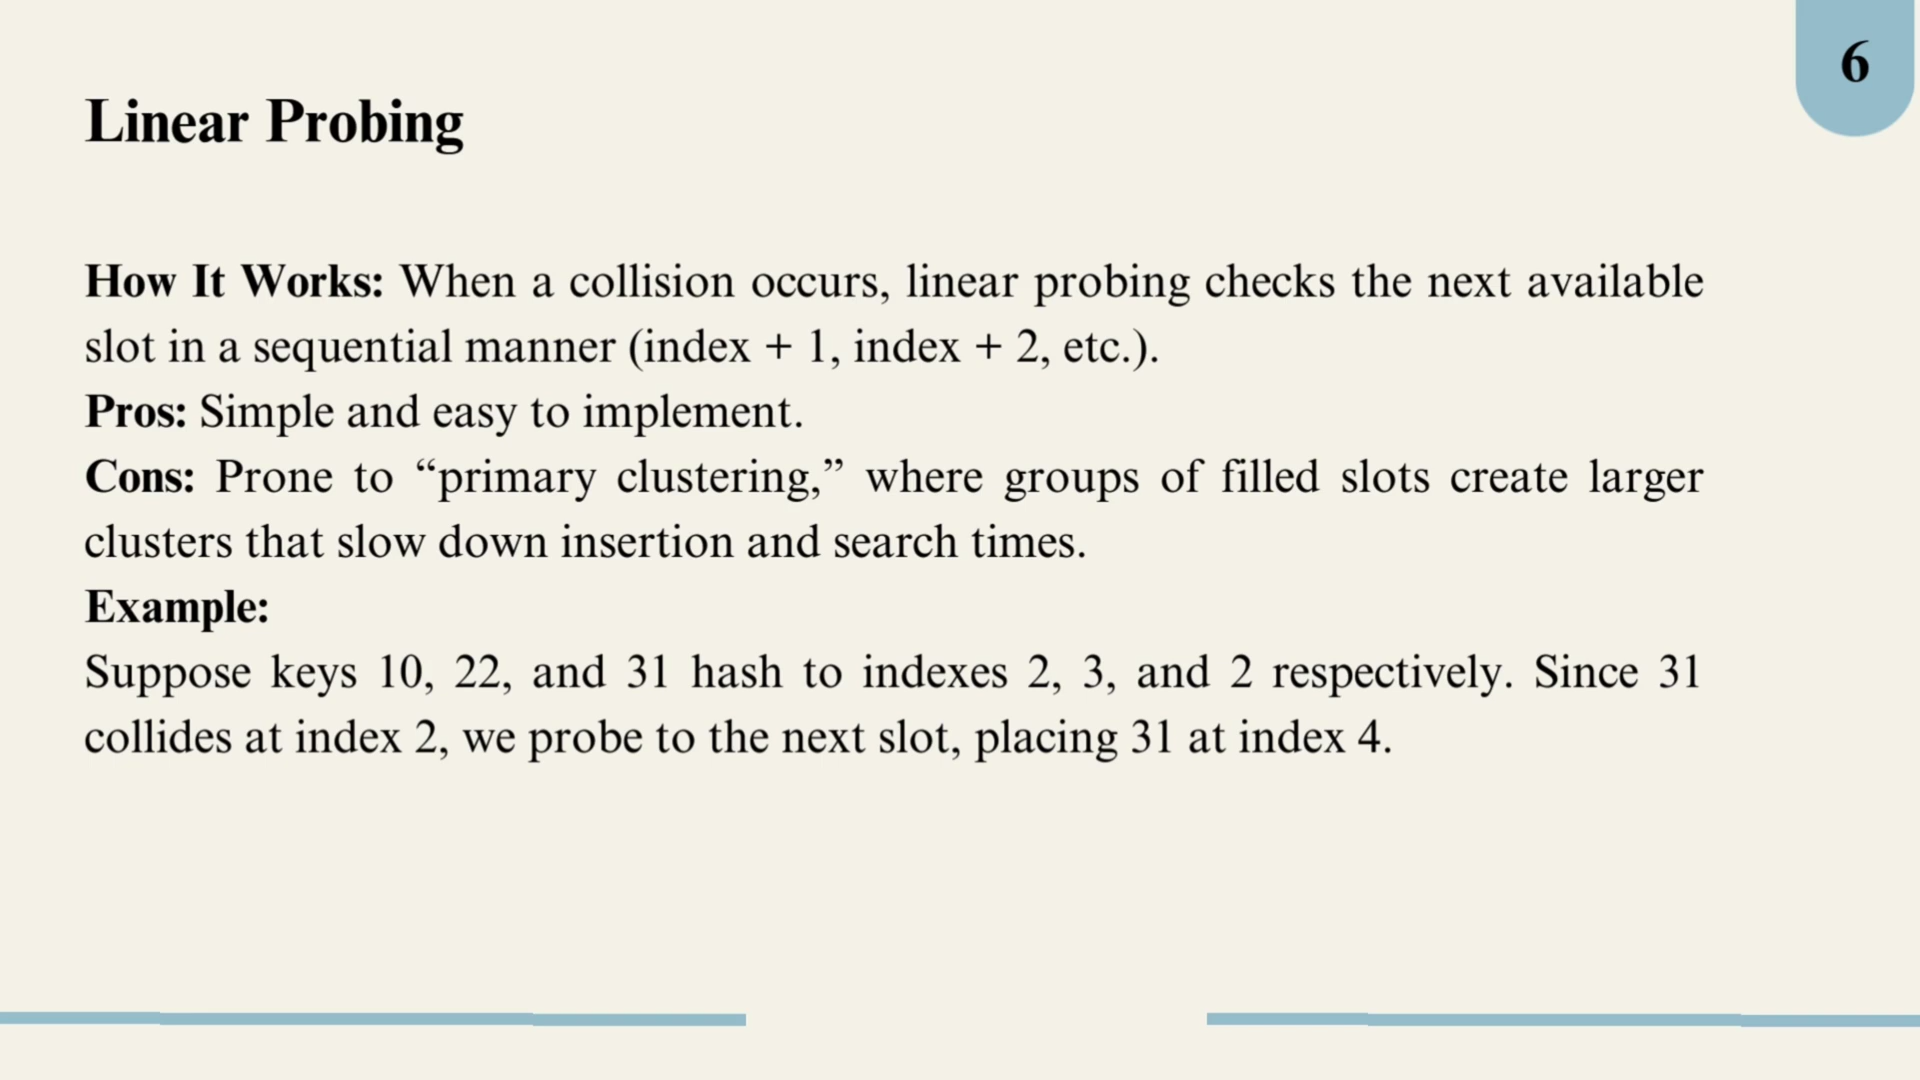 6
Linear Probing
How It Works: When a collision occurs, linear probing checks the next available
slot in a sequential manner (index + 1, index + 2, etc.).
Pros: Simple and easy to implement.
Cons: Prone to “primary clustering,” where groups of filled slots create larger
clusters that slow down insertion and search times.
Example:
Suppose keys 10, 22, and 31 hash to indexes 2, 3, and 2 respectively. Since 31
collides at index 2, we probe to the next slot, placing 31 at index 4.